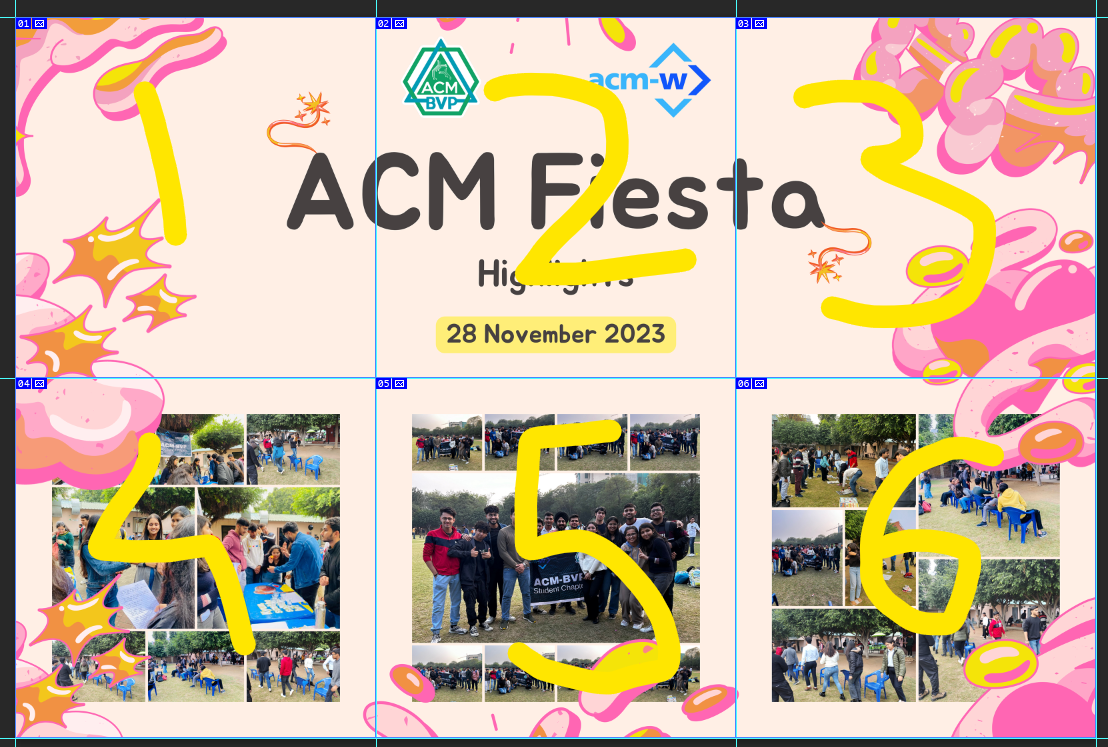 01
02
03
ACM
BVP
acm-w
ACM Fiesta
Highlights
28 November 2023
1
2
3
04
05
06
ACM-BVP
Student Chapter
4
5
6